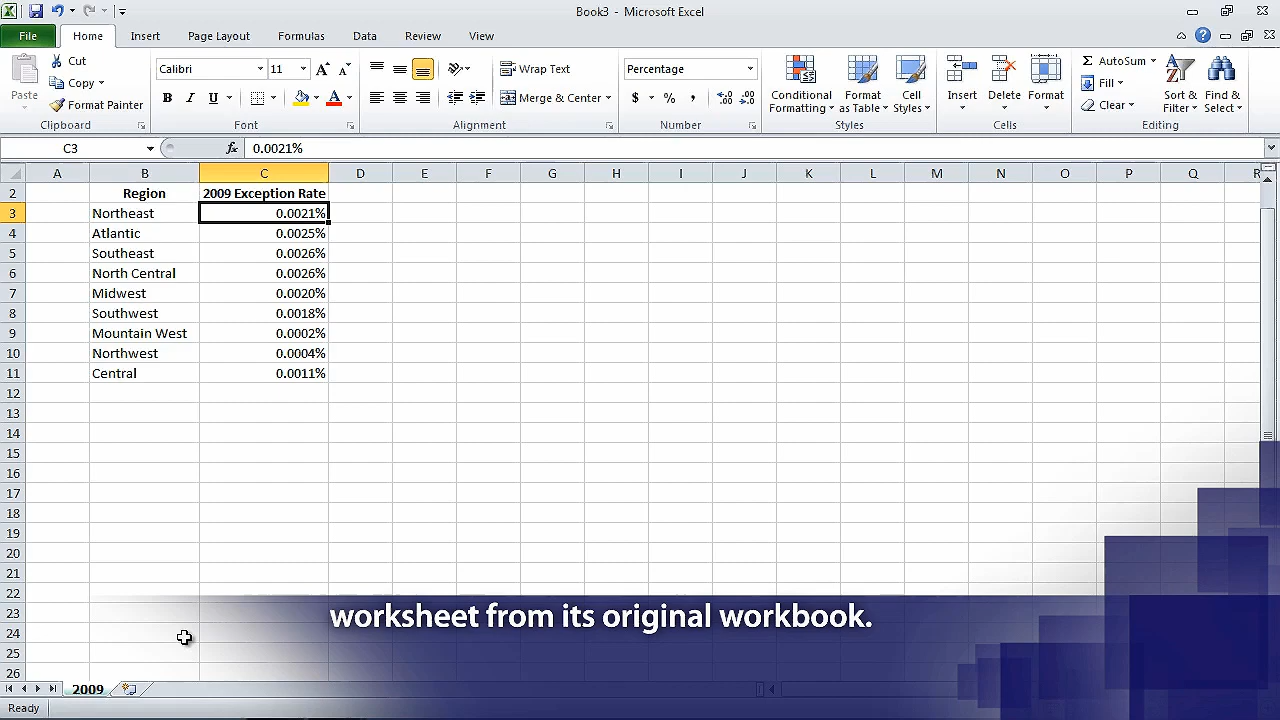 Book3 - Microsoft Excel
File Home Insert Page Layout Formulas Data Review View
Paste
Cut
Copy
Format Painter
Clipboard
Calibri 11
B I U
Font
Wrap Text
Merge & Center
Alignment
Percentage
$ % ,
Number
Conditional Formatting
Format as Table
Cell Styles
Styles
Insert Delete Format
Cells
Σ AutoSum
Fill
Clear
Sort & Filter
Find & Select
Editing
C3 fx 0.0021%
A B C D E F G H I J K L M N O P Q R
2 Region 2009 Exception Rate
3 Northeast 0.0021%
4 Atlantic 0.0025%
5 Southeast 0.0026%
6 North Central 0.0026%
7 Midwest 0.0020%
8 Southwest 0.0018%
9 Mountain West 0.0002%
10 Northwest 0.0004%
11 Central 0.0011%
12
13
14
15
16
17
18
19
20
21
22
23
24
25
26
worksheet from its original workbook.
2009
Ready